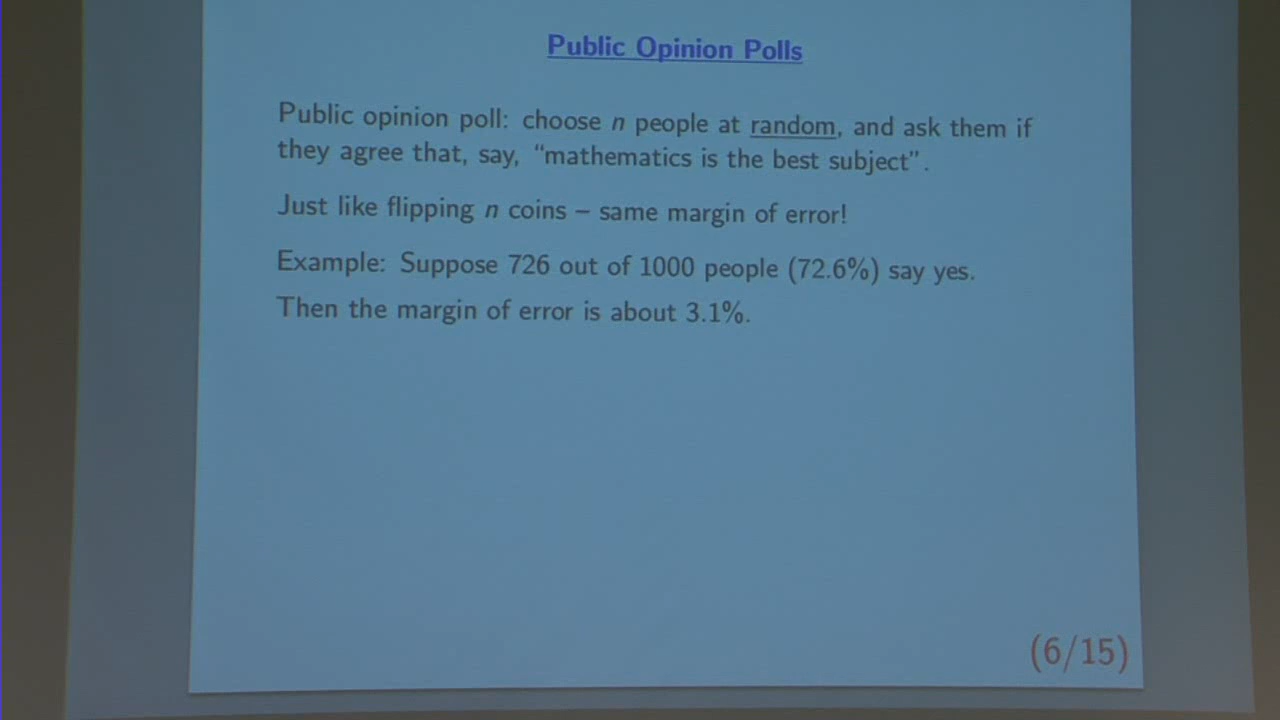 Public Opinion Polls
Public opinion poll: choose n people at random, and ask them if
they agree that, say, “mathematics is the best subject”.
Just like flipping n coins – same margin of error!
Example: Suppose 726 out of 1000 people (72.6%) say yes.
Then the margin of error is about 3.1%.
(6/15)